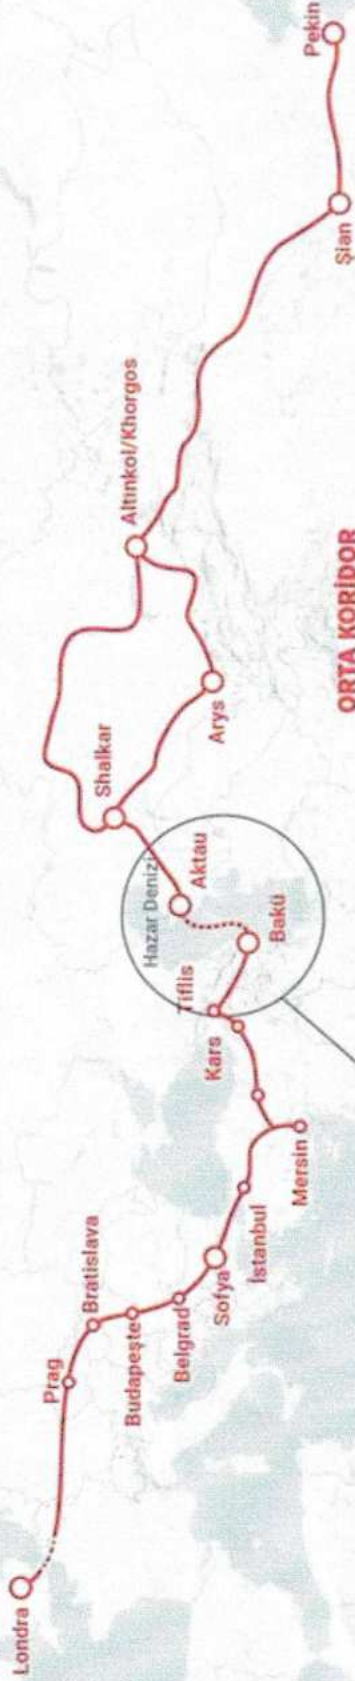 Londra
Prag
Bratislava
Budapeşte
Belgrad
Sofya
İstanbul
Mersin
Kars
Tiflis
Hazar Denizi
Bakü
Aktau
Shalkar
Arys
Altınkol/Khorgos
ORTA KORİDOR
Şian
Pekin